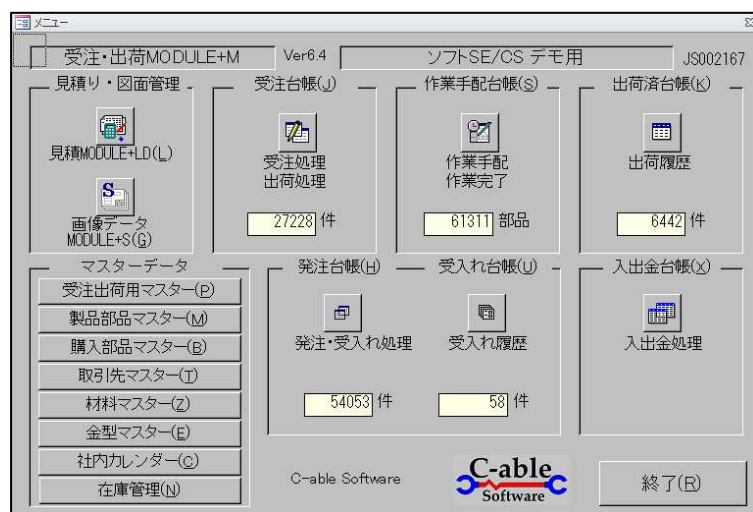 メニュー
受注・出荷MODULE+M
Ver6.4
ソフトSE/CS デモ用
JS002167
見積り・図面管理
見積MODULE+LD(L)
画像データ
MODULE+S(G)
受注台帳(J)
受注処理
出荷処理
27228 件
作業手配台帳(S)
作業手配
作業完了
61311 部品
出荷済台帳(K)
出荷履歴
6442 件
マスターデータ
受注出荷用マスター(P)
製品部品マスター(M)
購入部品マスター(B)
取引先マスター(T)
材料マスター(Z)
金型マスター(E)
社内カレンダー(C)
在庫管理(N)
発注台帳(H)
発注・受入れ処理
54053 件
受入れ台帳(U)
受入れ履歴
58 件
入出金台帳(X)
入出金処理
C-able Software
C-able
Software
終了(R)